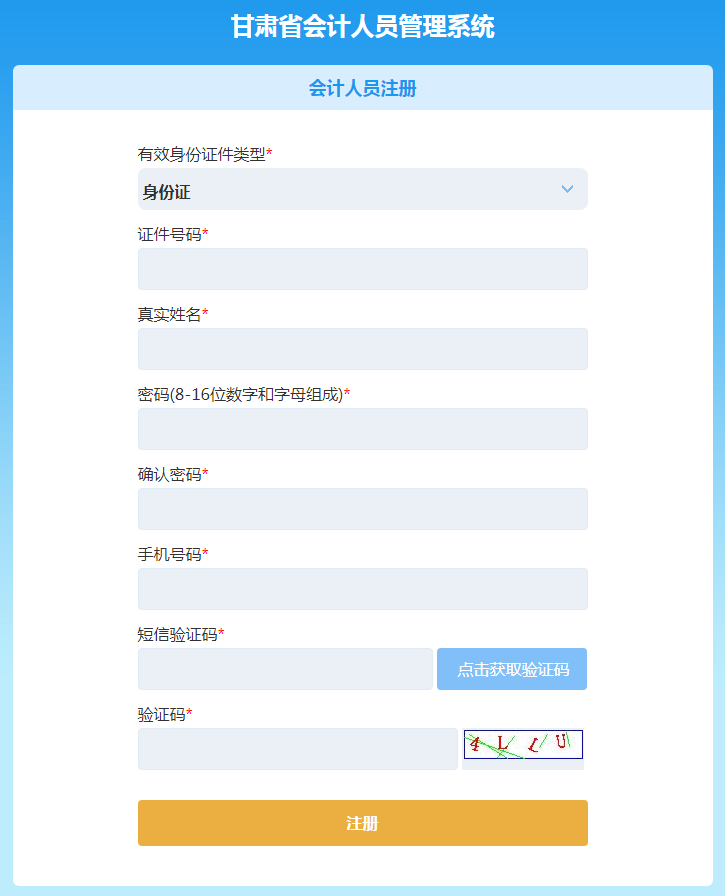 甘肃省会计人员管理系统
会计人员注册
有效身份证件类型*
身份证
证件号码*
真实姓名*
密码(8-16位数字和字母组成)*
确认密码*
手机号码*
短信验证码*
点击获取验证码
验证码*
注册